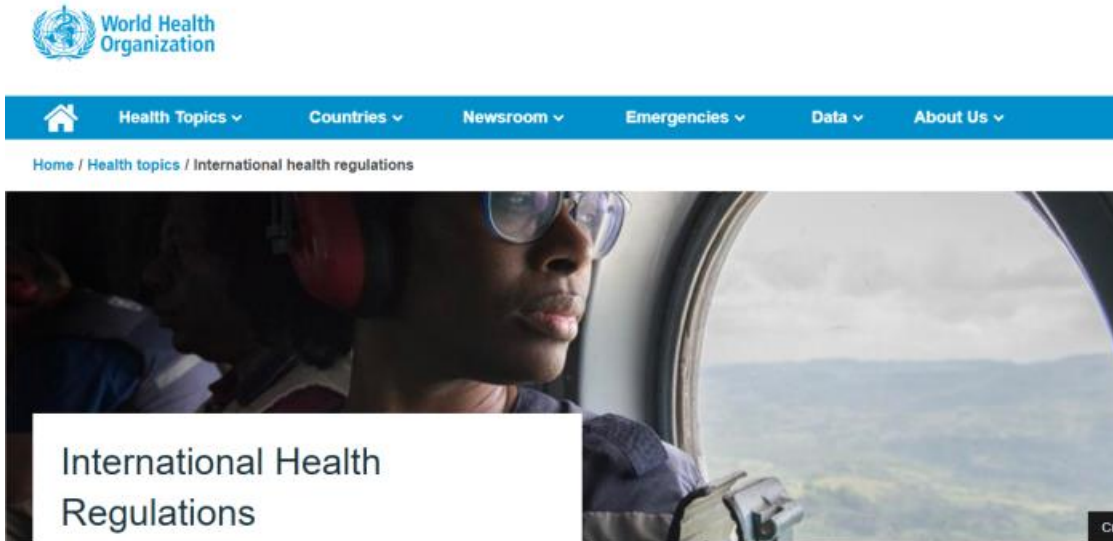 World Health
Organization
Health Topics Countries Newsroom Emergencies Data About Us
Home / Health topics / International health regulations
International Health
Regulations